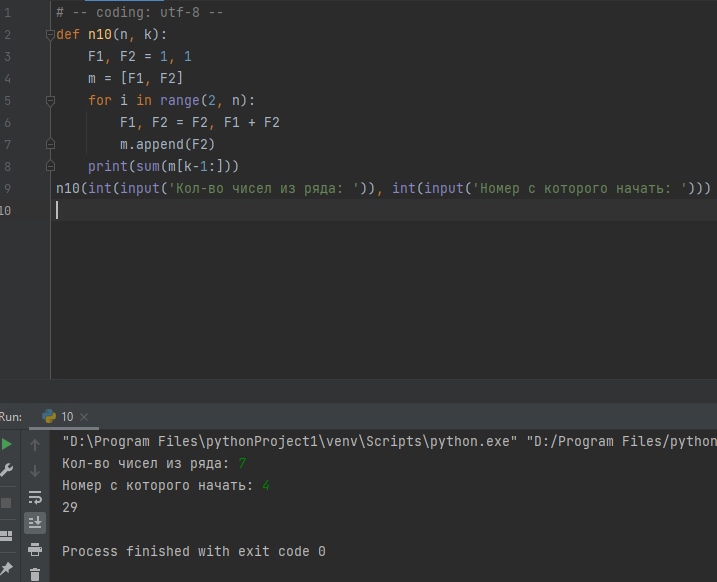 1 # -- coding: utf-8 --
2 def n10(n, k):
3 F1, F2 = 1, 1
4 m = [F1, F2]
5 for i in range(2, n):
6 F1, F2 = F2, F1 + F2
7 m.append(F2)
8 print(sum(m[k-1:]))
9 n10(int(input('Кол-во чисел из ряда: ')), int(input('Номер с которого начать: ')))
10
Run: 10
"D:\Program Files\pythonProject1\venv\Scripts\python.exe" "D:/Program Files/python
Кол-во чисел из ряда: 7
Номер с которого начать: 4
29
Process finished with exit code 0